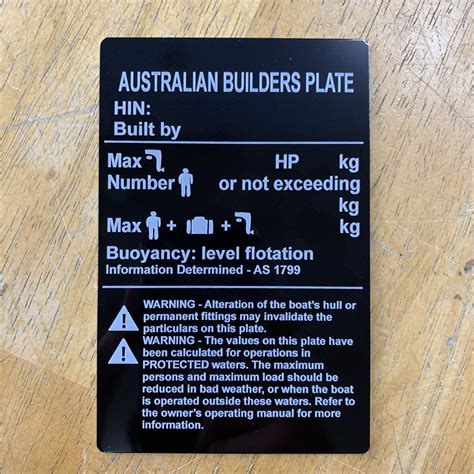 AUSTRALIAN BUILDERS PLATE
HIN:
Built by
Max HP kg
Number or not exceeding
kg
Max + + kg
Buoyancy: level flotation
Information Determined - AS 1799
WARNING - Alteration of the boat's hull or
permanent fittings may invalidate the
particulars on this plate.
WARNING - The values on this plate have
been calculated for operations in
PROTECTED waters. The maximum
persons and maximum load should be
reduced in bad weather, or when the boat
is operated outside these waters. Refer to
the owner's operating manual for more
information.